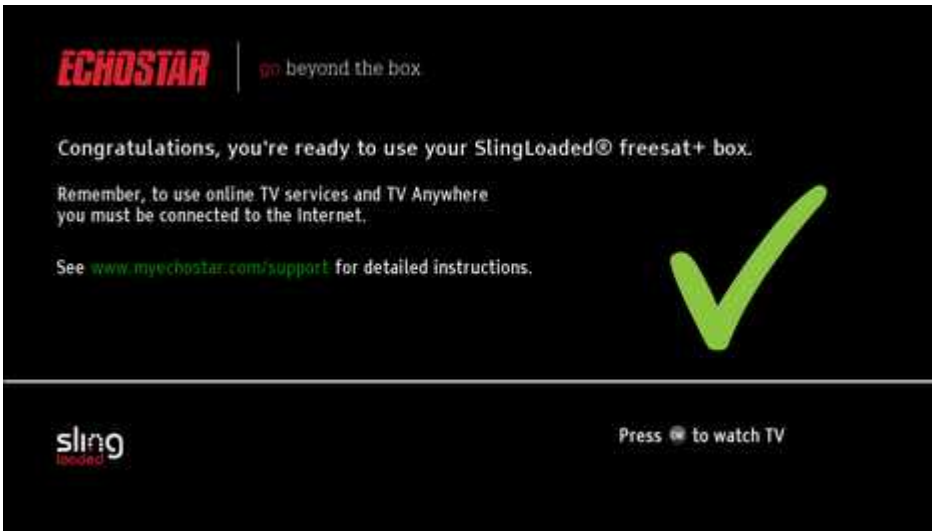 ECHOSTAR
go beyond the box
Congratulations, you're ready to use your SlingLoaded® freesat+ box.
Remember, to use online TV services and TV Anywhere
you must be connected to the Internet.
See www.myechostar.com/support for detailed instructions.
sling
loaded
Press OK to watch TV